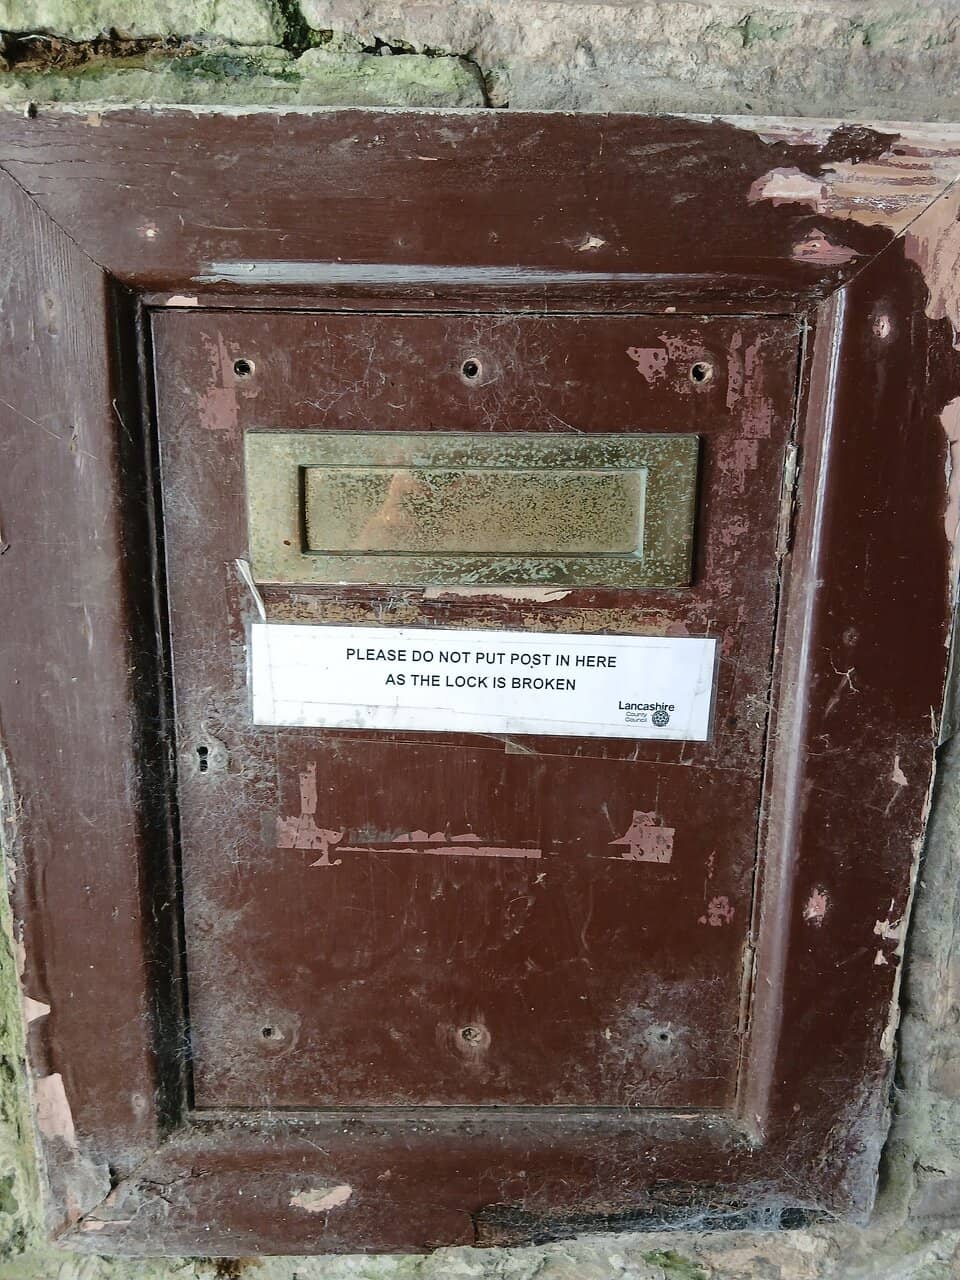 PLEASE DO NOT PUT POST IN HERE
AS THE LOCK IS BROKEN
Lancashire
County
Council